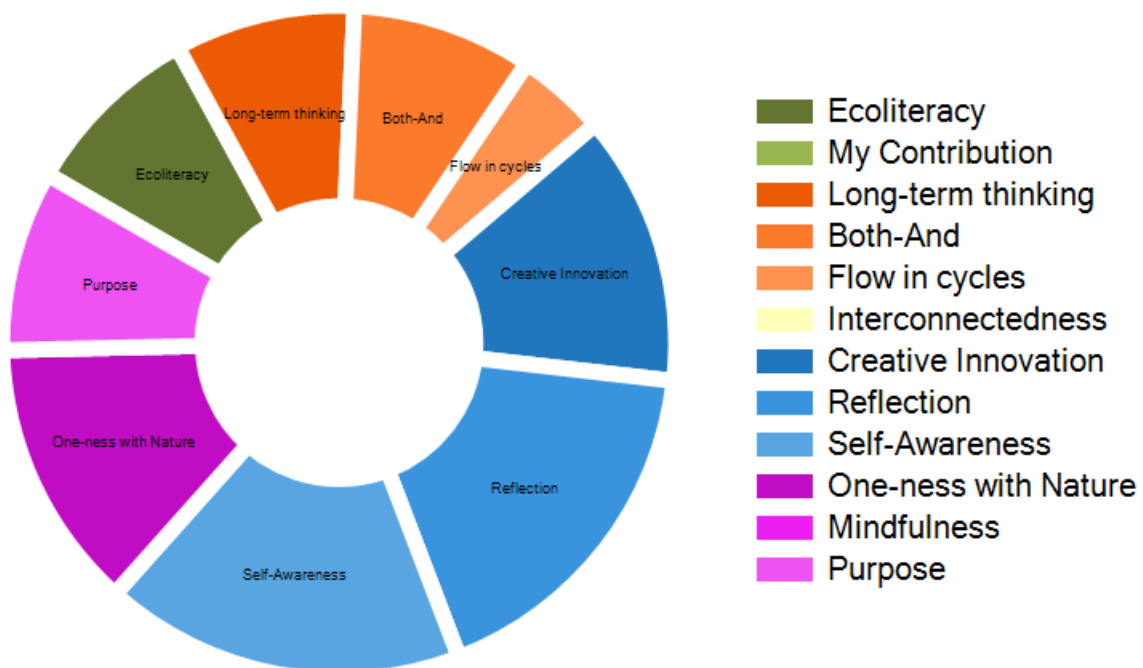 Long-term thinking
Both-And
Flow in cycles
Ecoliteracy
Creative Innovation
Purpose
One-ness with Nature
Reflection
Self-Awareness
Ecoliteracy
My Contribution
Long-term thinking
Both-And
Flow in cycles
Interconnectedness
Creative Innovation
Reflection
Self-Awareness
One-ness with Nature
Mindfulness
Purpose